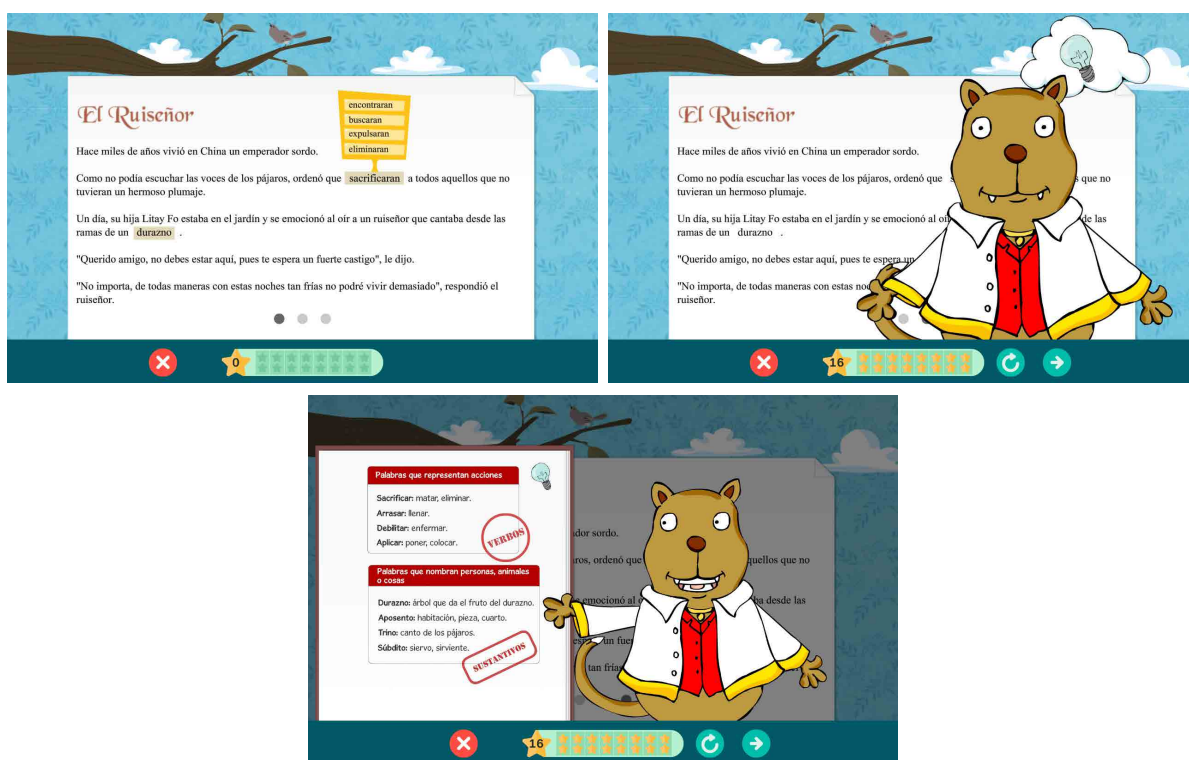 El Ruiseñor
encontraran
buscaran
expulsaran
eliminaran
Hace miles de años vivió en China un emperador sordo.
Como no podía escuchar las voces de los pájaros, ordenó que sacrificaran a todos aquellos que no
tuvieran un hermoso plumaje.
Un día, su hija Litay Fo estaba en el jardín y se emocionó al oír a un ruiseñor que cantaba desde las
ramas de un durazno .
"Querido amigo, no debes estar aquí, pues te espera un fuerte castigo", le dijo.
"No importa, de todas maneras con estas noches tan frías no podré vivir demasiado", respondió el
ruiseñor.
0
El Ruiseñor
Hace miles de años vivió en China un emperador sordo.
Como no podía escuchar las voces de los pájaros, ordenó que s que no
tuvieran un hermoso plumaje.
Un día, su hija Litay Fo estaba en el jardín y se emocionó al oír de las
ramas de un durazno .
"Querido amigo, no debes estar aquí, pues te espera un
"No importa, de todas maneras con estas no
ruiseñor.
16
Palabras que representan acciones
Sacrificar: matar, eliminar.
Arrasar: llenar.
Debilitar: enfermar.
Aplicar: poner, colocar.
VERBOS
Palabras que nombran personas, animales
o cosas
Durazno: árbol que da el fruto del durazno.
Aposento: habitación, pieza, cuarto.
Trino: canto de los pájaros.
Súbdito: siervo, sirviente.
SUSTANTIVOS
dor sordo.
ros, ordenó que quellos que no
emocionó al ba desde las
un fue
tan frías
16